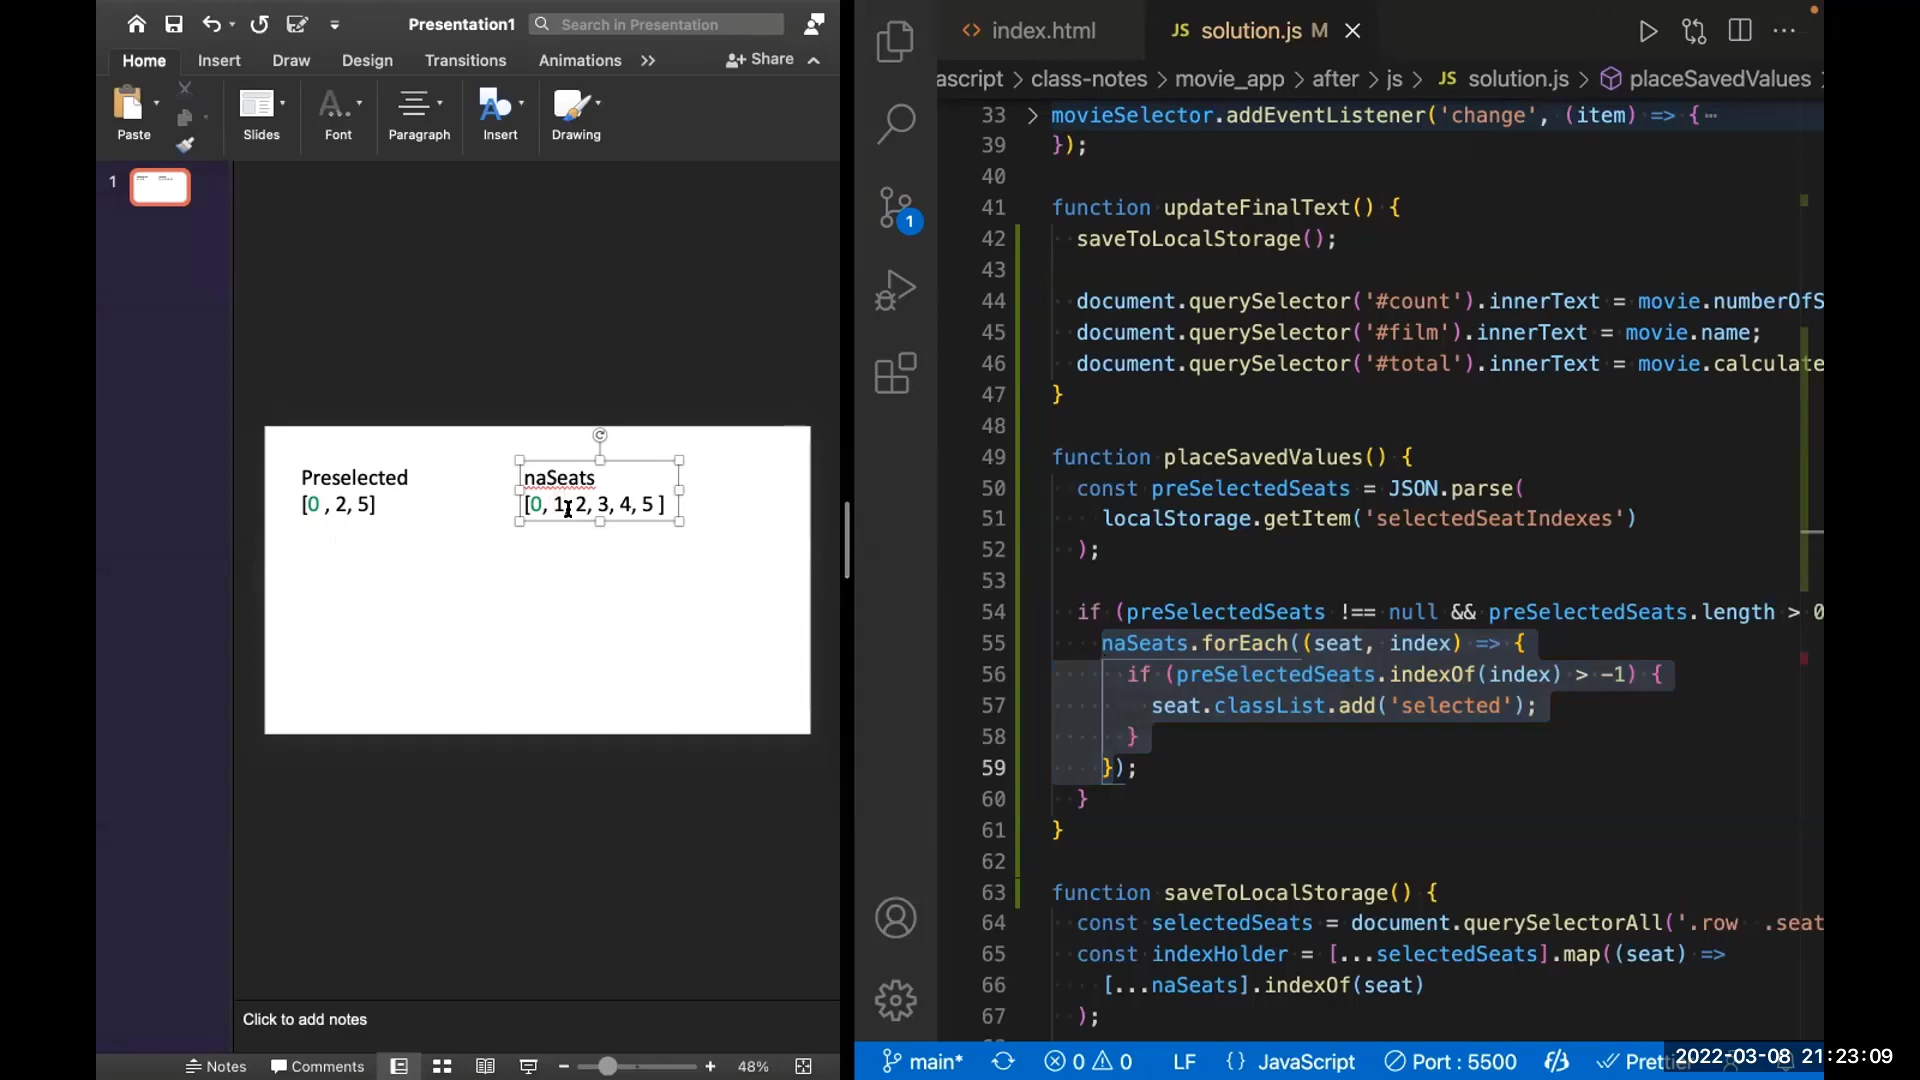 Presentation1
Search in Presentation
Home
Insert
Draw
Design
Transitions
Animations
Share
Paste
Slides
Font
Paragraph
Insert
Drawing
1
Preselected
[0 , 2, 5]
naSeats
[0, 1, 2, 3, 4, 5 ]
Click to add notes
Notes
Comments
48%
index.html
JS solution.js M
ascript > class-notes > movie_app > after > js > JS solution.js > placeSavedValues
1
33 movieSelector.addEventListener('change', (item) => {
39 });
40
41 function updateFinalText() {
42 saveToLocalStorage();
43
44 document.querySelector('#count').innerText = movie.numberOfS
45 document.querySelector('#film').innerText = movie.name;
46 document.querySelector('#total').innerText = movie.calculate
47 }
48
49 function placeSavedValues() {
50 const preSelectedSeats = JSON.parse(
51 localStorage.getItem('selectedSeatIndexes')
52 );
53
54 if (preSelectedSeats !== null && preSelectedSeats.length > 0
55 naSeats.forEach((seat, index) => {
56 if (preSelectedSeats.indexOf(index) > -1) {
57 seat.classList.add('selected');
58 }
59 });
60 }
61 }
62
63 function saveToLocalStorage() {
64 const selectedSeats = document.querySelectorAll('.row .seat
65 const indexHolder = [...selectedSeats].map((seat) =>
66 [...naSeats].indexOf(seat)
67 );
main*
0
0
LF
{ } JavaScript
Port : 5500
2022-03-08 21:23:09